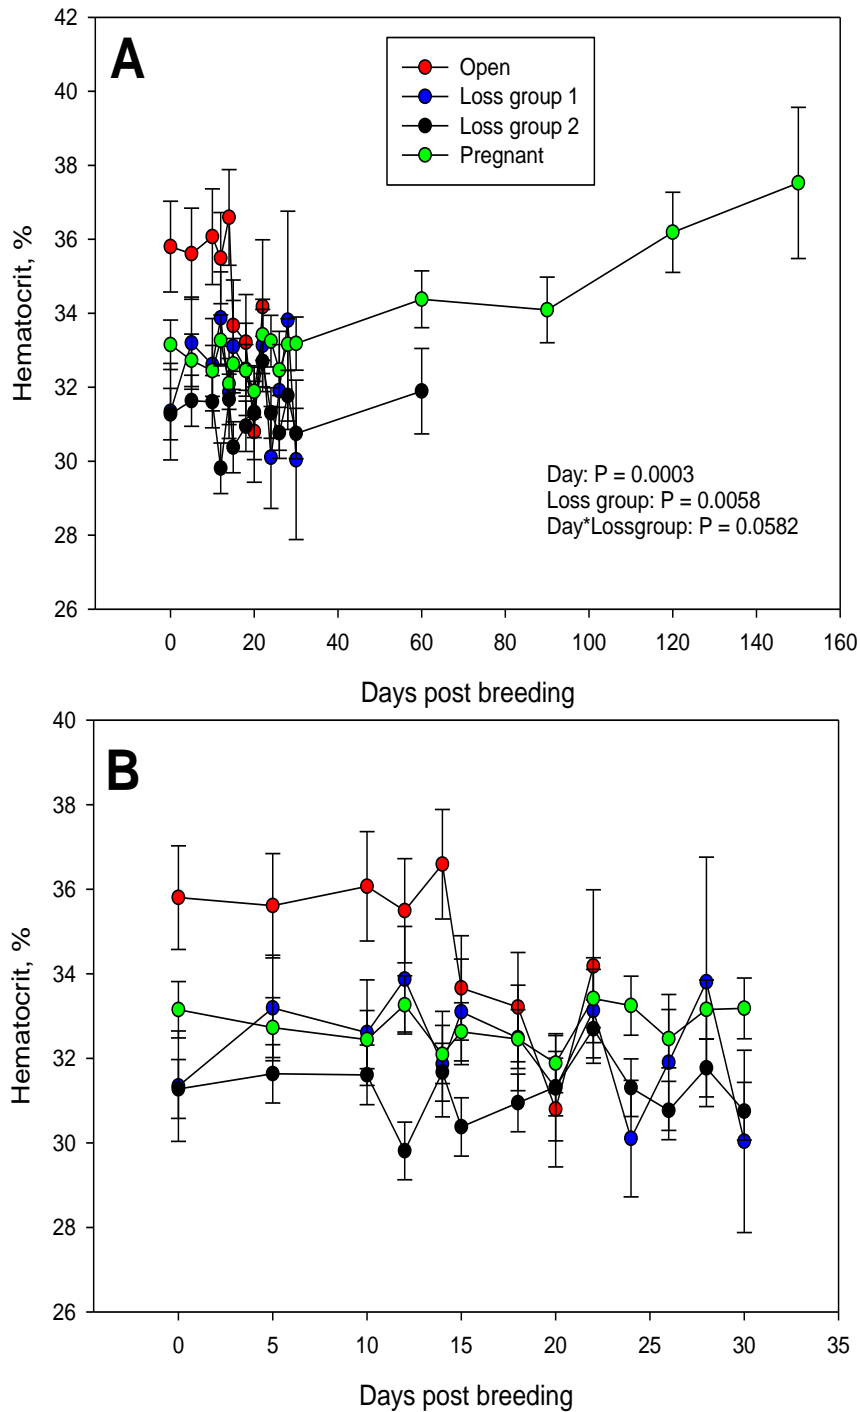 A
42
40
38
36
34
32
30
28
26
Hematocrit, %
Open
Loss group 1
Loss group 2
Pregnant
Day: P = 0.0003
Loss group: P = 0.0058
Day*Lossgroup: P = 0.0582
0 20 40 60 80 100 120 140 160
Days post breeding
B
40
38
36
34
32
30
28
26
Hematocrit, %
0 5 10 15 20 25 30 35
Days post breeding